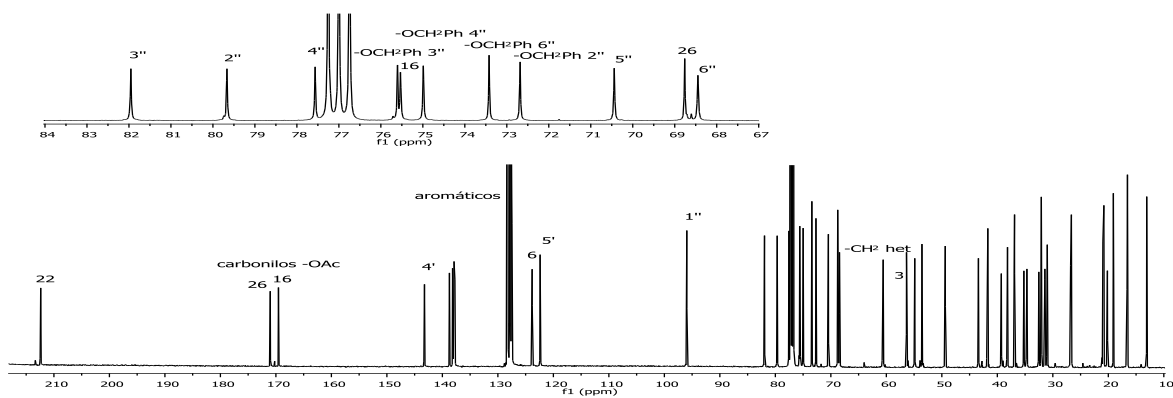 -OCH²Ph 4''
3'' 2'' 4'' -OCH²Ph 3'' -OCH²Ph 6'' 26
16 -OCH²Ph 2'' 5'' 6''
84 83 82 81 80 79 78 77 76 75 74 73 72 71 70 69 68 67
f1 (ppm)
aromáticos
1''
22 carbonilos -OAc 4' 6 5' -CH² het
26 16 3
210 200 190 180 170 160 150 140 130 120 110 100 90 80 70 60 50 40 30 20 10
f1 (ppm)